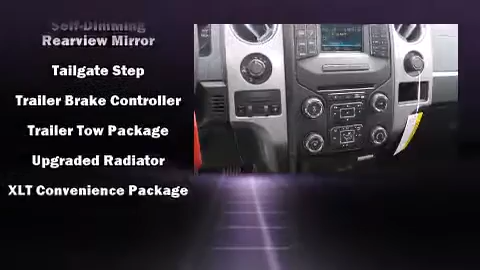 Self-Dimming
Rearview Mirror
Tailgate Step
Trailer Brake Controller
Trailer Tow Package
Upgraded Radiator
XLT Convenience Package